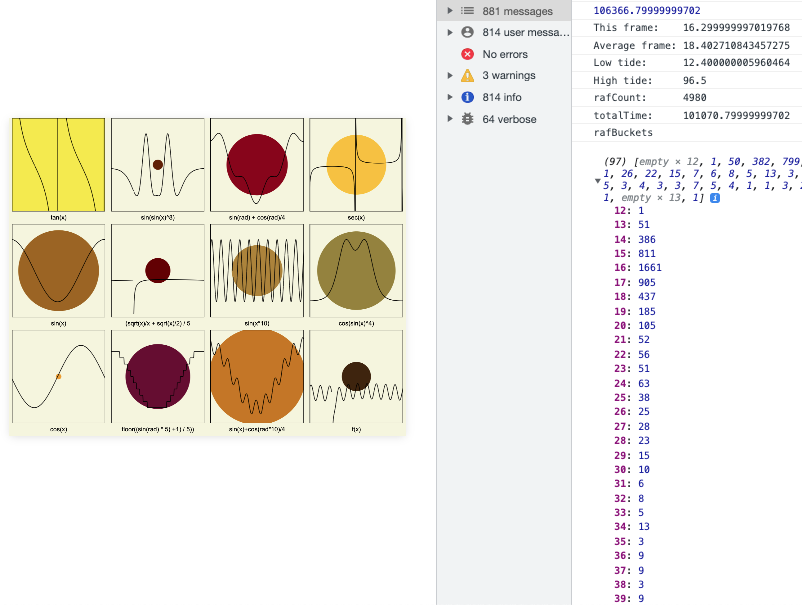 tan(x)
sin(sin(x)^8)
sin(rad) + cos(rad)/4
sec(x)
sin(x)
(sqrt(x)/x + sqrt(x)/2) / 5
sin(x*10)
cos(sin(x)*4)
cos(x)
floor((sin(rad) * 5) +1) / 5))
sin(x)+cos(rad*10)/4
f(x)
881 messages
814 user messa…
No errors
3 warnings
814 info
64 verbose
106366.79999999702
This frame: 16.299999997019768
Average frame: 18.402710843457275
Low tide: 12.400000005960464
High tide: 96.5
rafCount: 4980
totalTime: 101070.79999999702
rafBuckets
(97) [empty × 12, 1, 50, 382, 799,
1, 26, 22, 15, 7, 6, 8, 5, 13, 3,
5, 3, 4, 3, 3, 7, 5, 4, 1, 1, 3,
1, empty × 13, 1]
12: 1
13: 51
14: 386
15: 811
16: 1661
17: 905
18: 437
19: 185
20: 105
21: 52
22: 56
23: 51
24: 63
25: 38
26: 25
27: 28
28: 23
29: 15
30: 10
31: 6
32: 8
33: 5
34: 13
35: 3
36: 9
37: 9
38: 3
39: 9